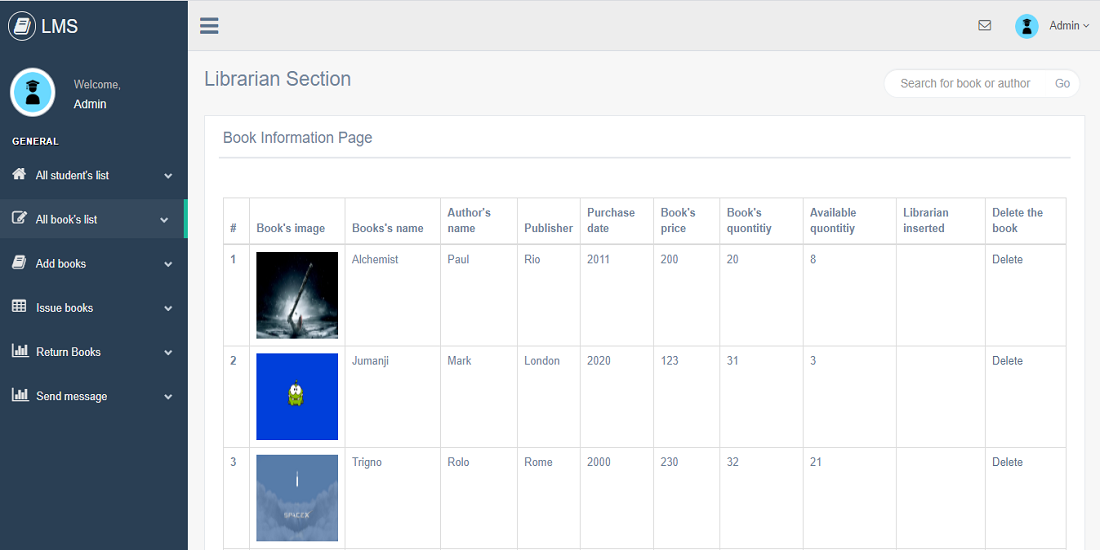 LMS
Admin
Welcome,
Admin
GENERAL
All student's list
All book's list
Add books
Issue books
Return Books
Send message
Librarian Section
Search for book or author Go
Book Information Page
# Book's image Books's name Author's name Publisher Purchase date Book's price Book's quontitiy Available quontitiy Librarian inserted Delete the book
1 Alchemist Paul Rio 2011 200 20 8 Delete
2 Jumanji Mark London 2020 123 31 3 Delete
3 Trigno Rolo Rome 2000 230 32 21 Delete
SPACEX